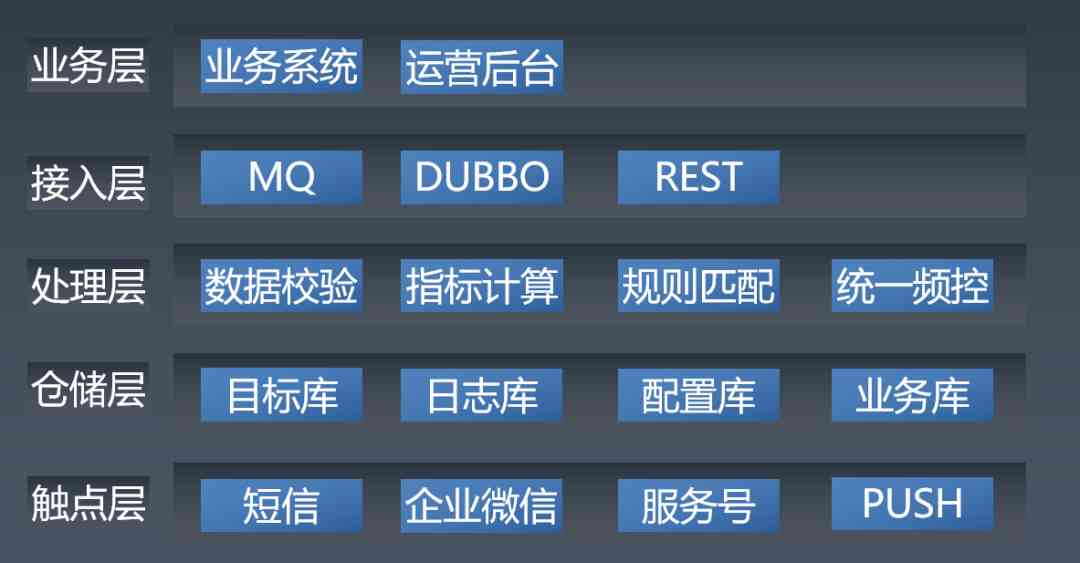 业务层 业务系统 运营后台
接入层 MQ DUBBO REST
处理层 数据校验 指标计算 规则匹配 统一频控
仓储层 目标库 日志库 配置库 业务库
触点层 短信 企业微信 服务号 PUSH